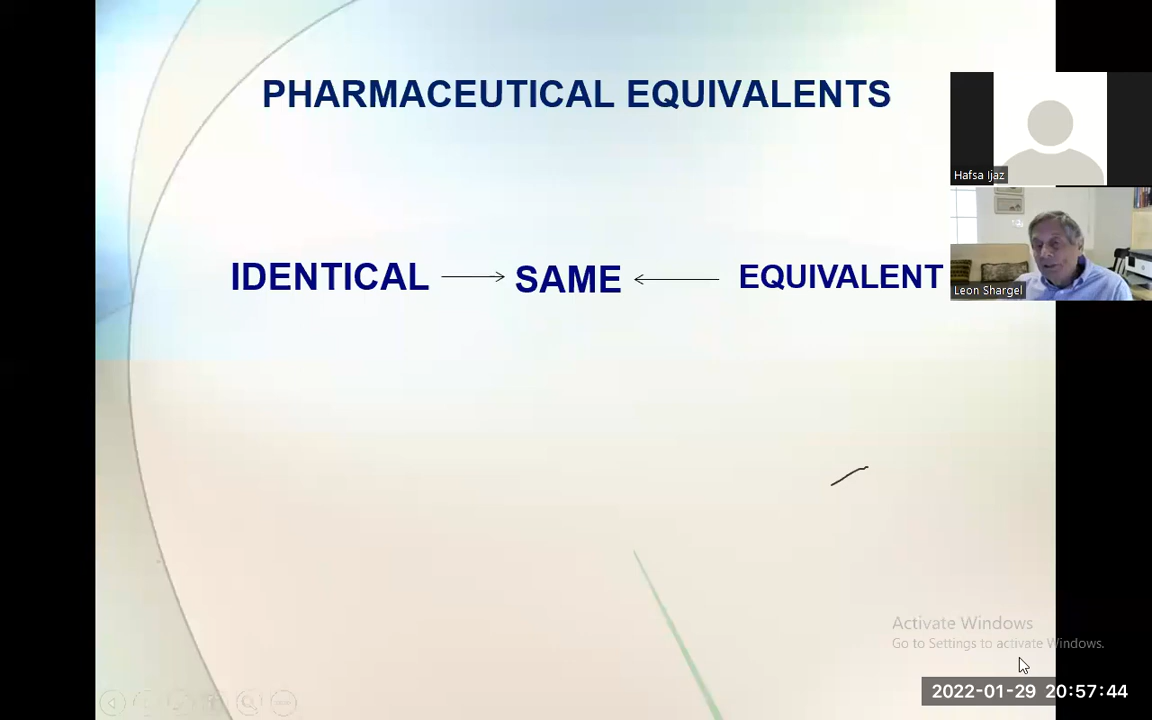 PHARMACEUTICAL EQUIVALENTS
Hafsa Ijaz
IDENTICAL SAME EQUIVALENT
Leon Shargel
Activate Windows
Go to Settings to activate Windows.
2022-01-29 20:57:44